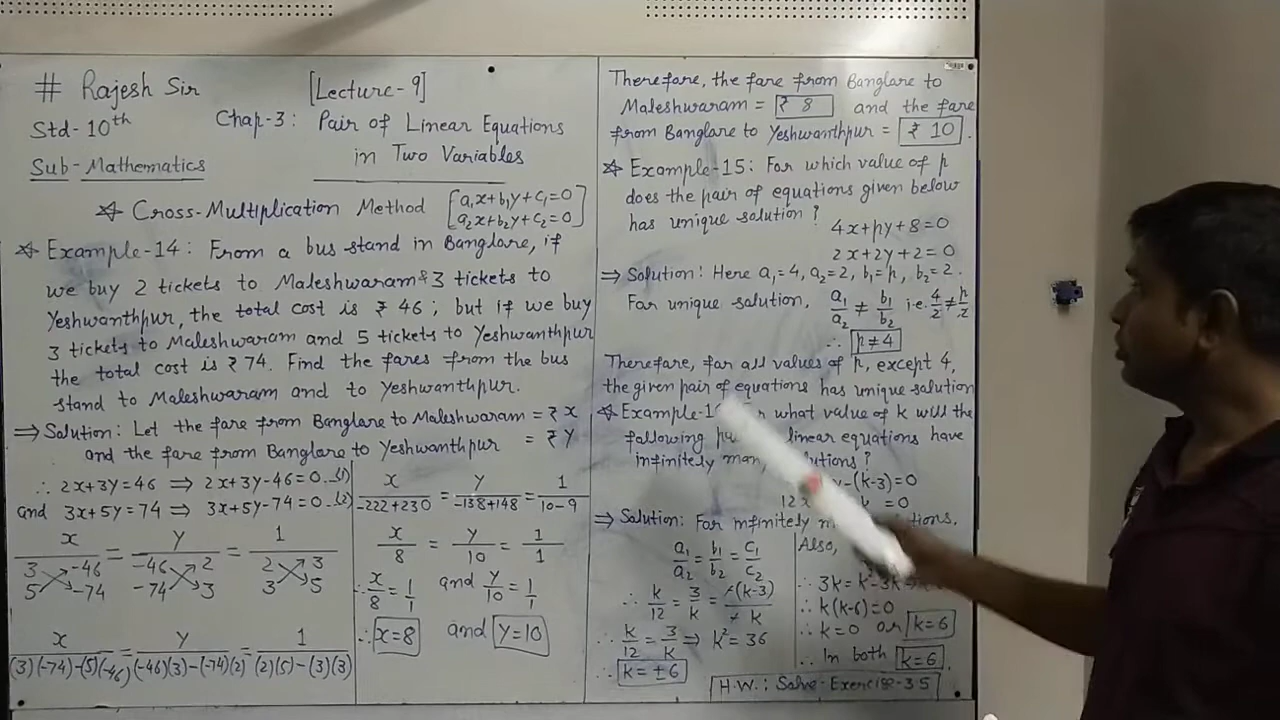 # Rajesh Sir
[Lecture-9]
Std-10th
Chap-3: Pair of Linear Equations
in Two Variables
Sub-Mathematics
☆ Cross-Multiplication Method [a₁x+b₁y+c₁=0
a₂x+b₂y+c₂=0]
☆ Example-14: From a bus stand in Banglare, if
we buy 2 tickets to Maleshwaram & 3 tickets to
Yeshwanthpur, the total cost is ₹ 46; but if we buy
3 tickets to Maleshwaram and 5 tickets to Yeshwanthpur
the total cost is ₹ 74. Find the fares from the bus
stand to Maleshwaram and to Yeshwanthpur.
⇒ Solution: Let the fare from Banglare to Maleshwaram = ₹ x
and the fare from Banglare to Yeshwanthpur = ₹ y
∴ 2x+3y=46 ⇒ 2x+3y-46=0..(1)
and 3x+5y=74 ⇒ 3x+5y-74=0..(2)
x / (3 -46 5 -74) = y / (-46 2 -74 3) = 1 / (2 3 3 5)
x / (3)(-74)-(5)(-46) = y / (-46)(3)-(-74)(2) = 1 / (2)(5)-(3)(3)
x/-222+230 = y/-138+148 = 1/10-9
x/8 = y/10 = 1/1
∴ x/8 = 1/1 and y/10 = 1/1
∴ x=8 and y=10
Therefore, the fare from Banglare to
Maleshwaram = ₹ 8 and the fare
from Banglare to Yeshwanthpur = ₹ 10.
☆ Example-15: For which value of p
does the pair of equations given below
has unique solution?
4x+py+8=0
2x+2y+2=0
⇒ Solution: Here a₁=4, a₂=2, b₁=p, b₂=2.
For unique solution, a₁/a₂ ≠ b₁/b₂ i.e. 4/2 ≠ p/2
∴ p≠4
Therefore, for all values of p, except 4,
the given pair of equations has unique solution
☆ Example- what value of k will the
following linear equations have
infinitely
-(k-3)=0
12 =0
⇒ Solution: For infinitely
a₁/a₂ = b₁/b₂ = c₁/c₂
∴ k/12 = 3/k = -(k-3)/-k
∴ k/12 = 3/k ⇒ k²=36
∴ k=±6
Also,
∴ 3k=k²-3k
∴ k(k-6)=0
∴ k=0 or k=6
∴ In both k=6.
H.W.: Solve-Exercise-3.5